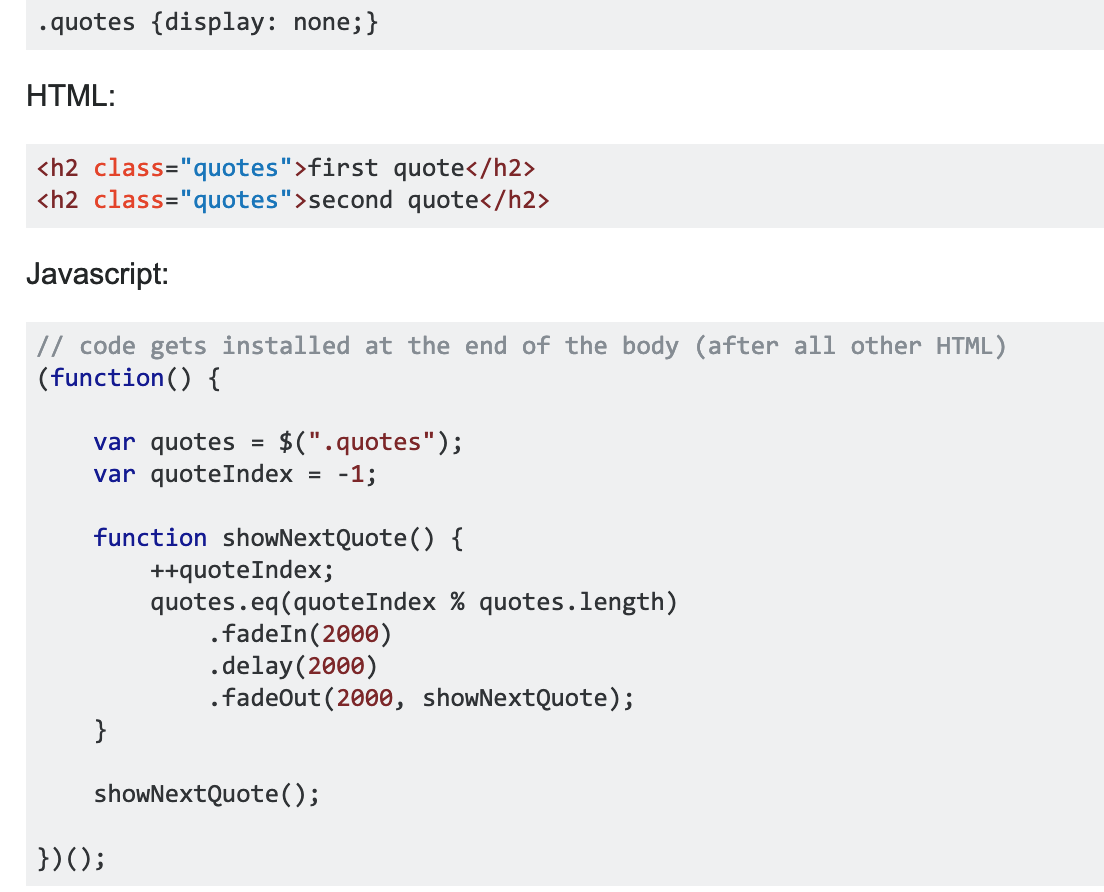 .quotes {display: none;}
HTML:
<h2 class="quotes">first quote</h2>
<h2 class="quotes">second quote</h2>
Javascript:
// code gets installed at the end of the body (after all other HTML)
(function() {
    var quotes = $(".quotes");
    var quoteIndex = -1;
    function showNextQuote() {
        ++quoteIndex;
        quotes.eq(quoteIndex % quotes.length)
            .fadeIn(2000)
            .delay(2000)
            .fadeOut(2000, showNextQuote);
    }
    showNextQuote();
})();